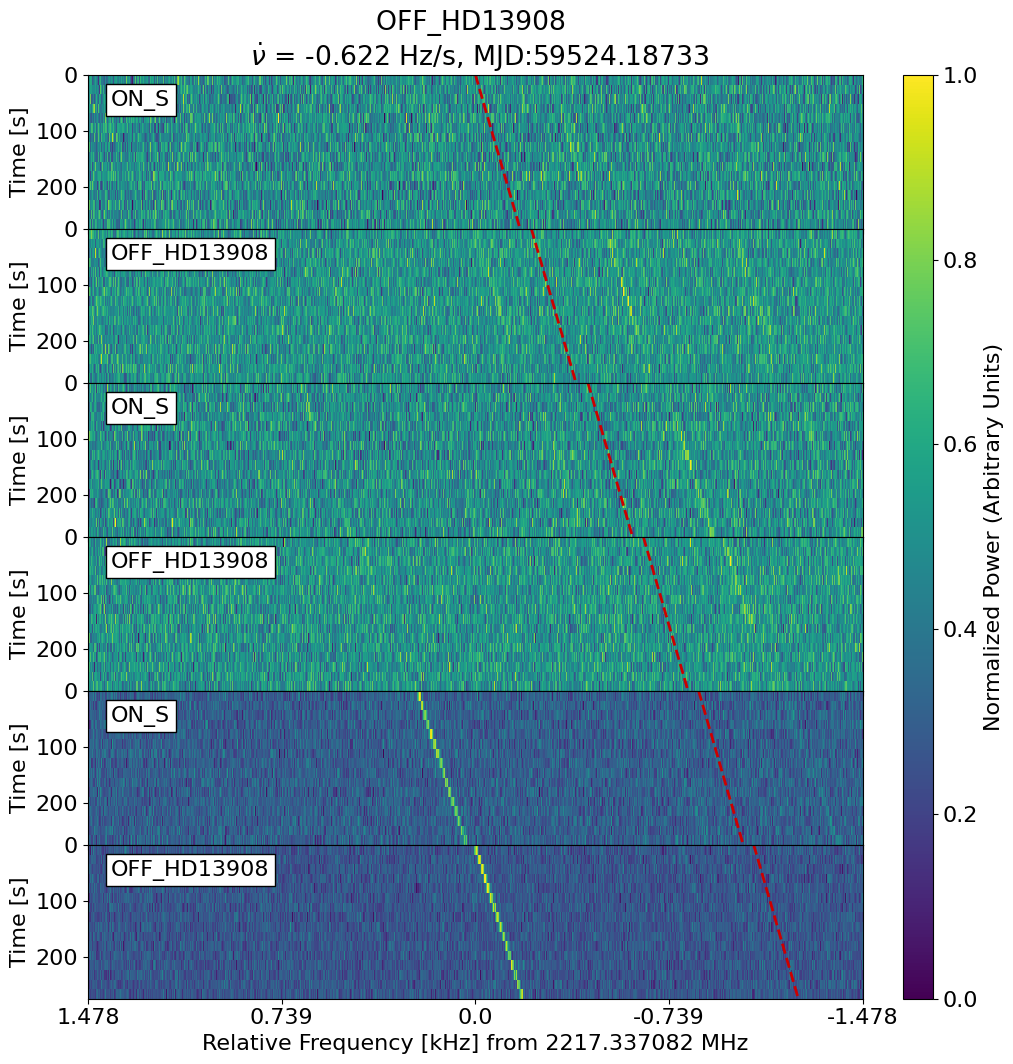 OFF_HD13908
ν̇ = -0.622 Hz/s, MJD:59524.18733
ON_S
OFF_HD13908
ON_S
OFF_HD13908
ON_S
OFF_HD13908
Time [s]
0
100
200
Time [s]
0
100
200
Time [s]
0
100
200
Time [s]
0
100
200
Time [s]
0
100
200
Time [s]
0
100
200
1.478 0.739 0.0 -0.739 -1.478
Relative Frequency [kHz] from 2217.337082 MHz
1.0
0.8
0.6
0.4
0.2
0.0
Normalized Power (Arbitrary Units)